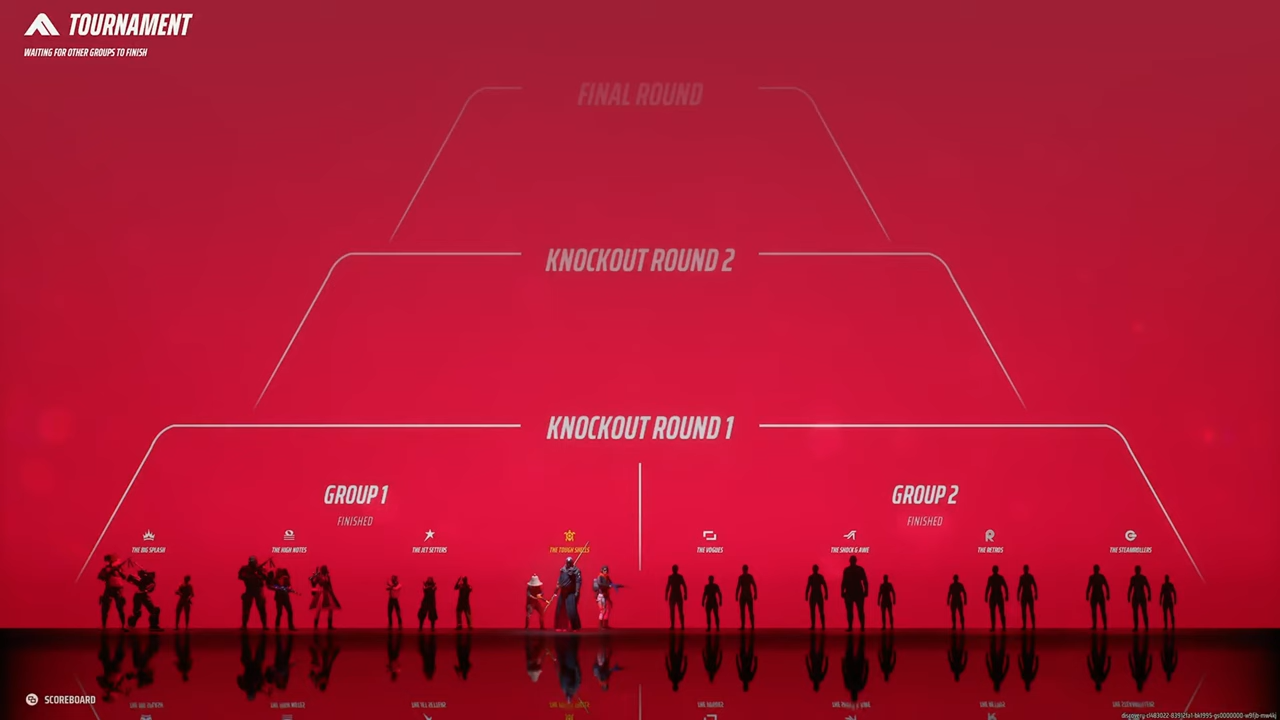 TOURNAMENT
WAITING FOR OTHER GROUPS TO FINISH
FINAL ROUND
KNOCKOUT ROUND 2
KNOCKOUT ROUND 1
GROUP 1
GROUP 2
FINISHED
FINISHED
THE BIG SPLASH
THE HIGH NOTES
THE JET SETTERS
THE TOUGH SHELLS
THE VOGUES
THE SHOCK & AWE
THE RETROS
THE STEAMROLLERS
SCOREBOARD